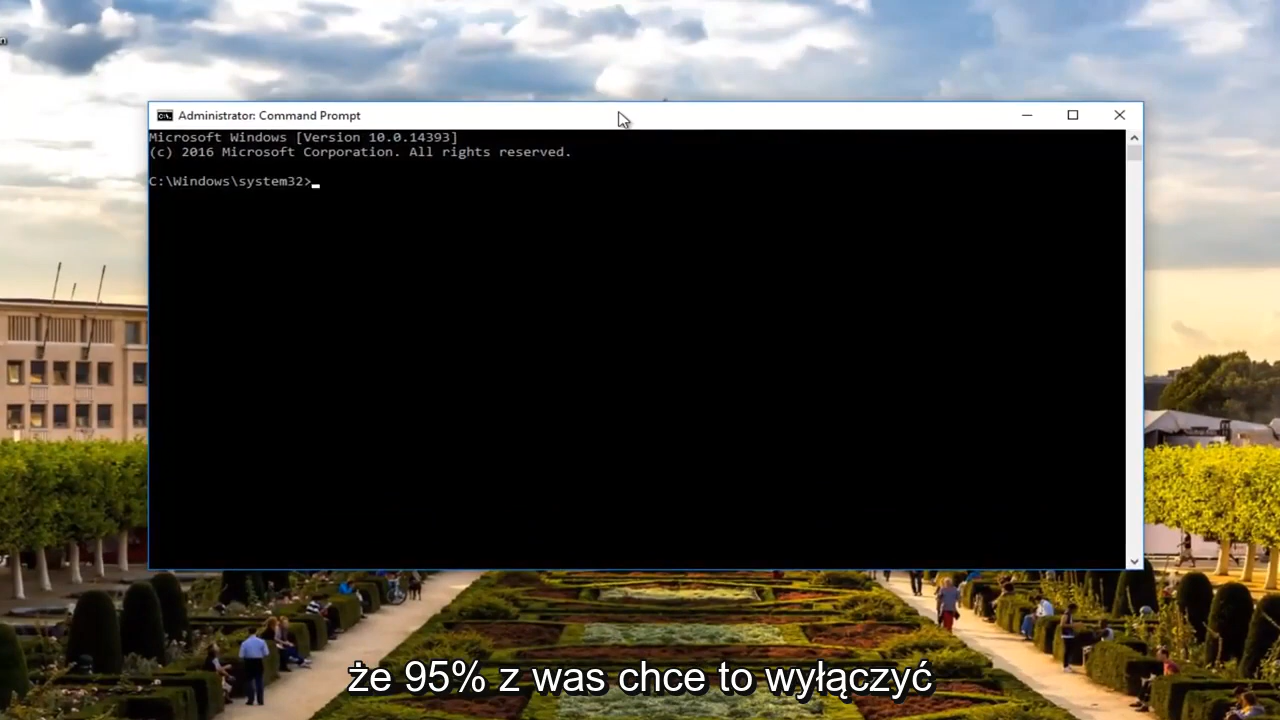 Administrator: Command Prompt
Microsoft Windows [Version 10.0.14393]
(c) 2016 Microsoft Corporation. All rights reserved.
C:\Windows\system32>
że 95% z was chce to wyłączyć